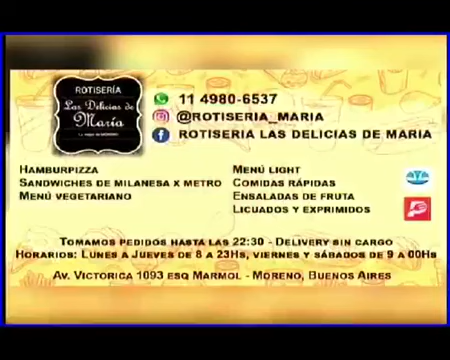 ROTISERÍA
Las Delicias de
María
11 4980-6537
@ROTISERIA_MARIA
ROTISERIA LAS DELICIAS DE MARIA
HAMBURPIZZA
SANDWICHES DE MILANESA X METRO
MENÚ VEGETARIANO
MENÚ LIGHT
COMIDAS RÁPIDAS
ENSALADAS DE FRUTA
LICUADOS Y EXPRIMIDOS
TOMAMOS PEDIDOS HASTA LAS 22:30 - DELIVERY SIN CARGO
HORARIOS: LUNES A JUEVES DE 8 A 23HS, VIERNES Y SÁBADOS DE 9 A 00HS
AV. VICTORICA 1093 ESQ MARMOL - MORENO, BUENOS AIRES